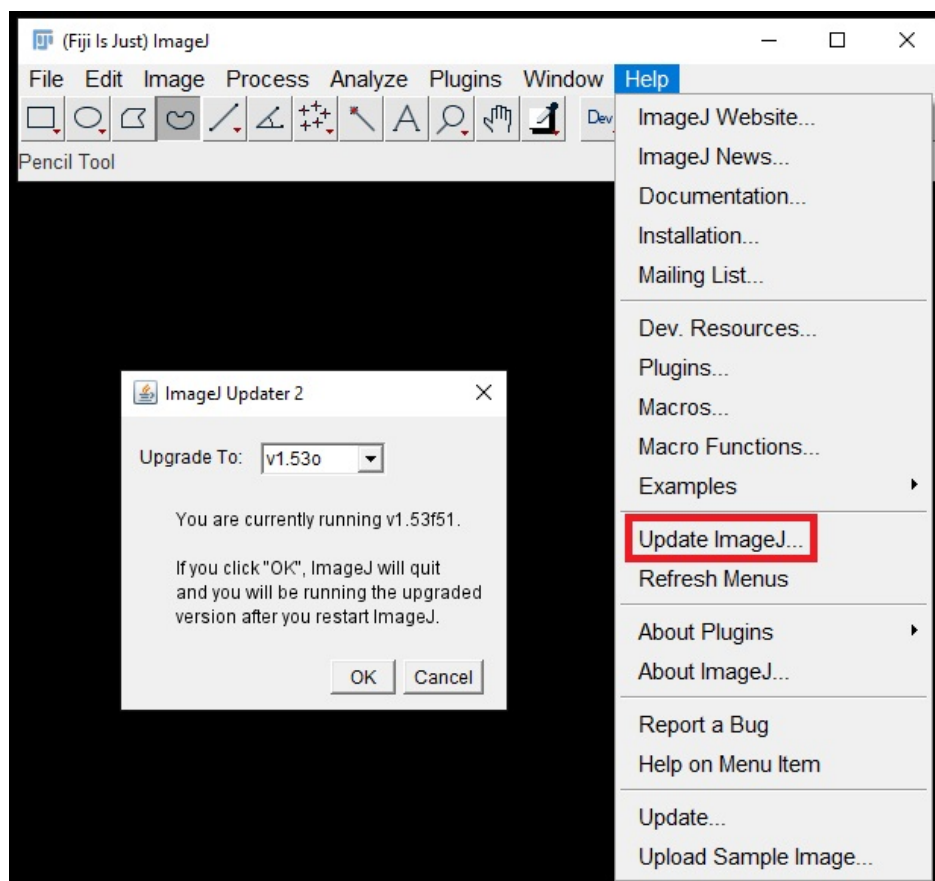 (Fiji Is Just) ImageJ
File Edit Image Process Analyze Plugins Window Help
A Dev
Pencil Tool
ImageJ Website...
ImageJ News...
Documentation...
Installation...
Mailing List...
Dev. Resources...
Plugins...
Macros...
Macro Functions...
Examples
Update ImageJ...
Refresh Menus
About Plugins
About ImageJ...
Report a Bug
Help on Menu Item
Update...
Upload Sample Image...
ImageJ Updater 2
Upgrade To: v1.53o
You are currently running v1.53f51.
If you click "OK", ImageJ will quit
and you will be running the upgraded
version after you restart ImageJ.
OK Cancel